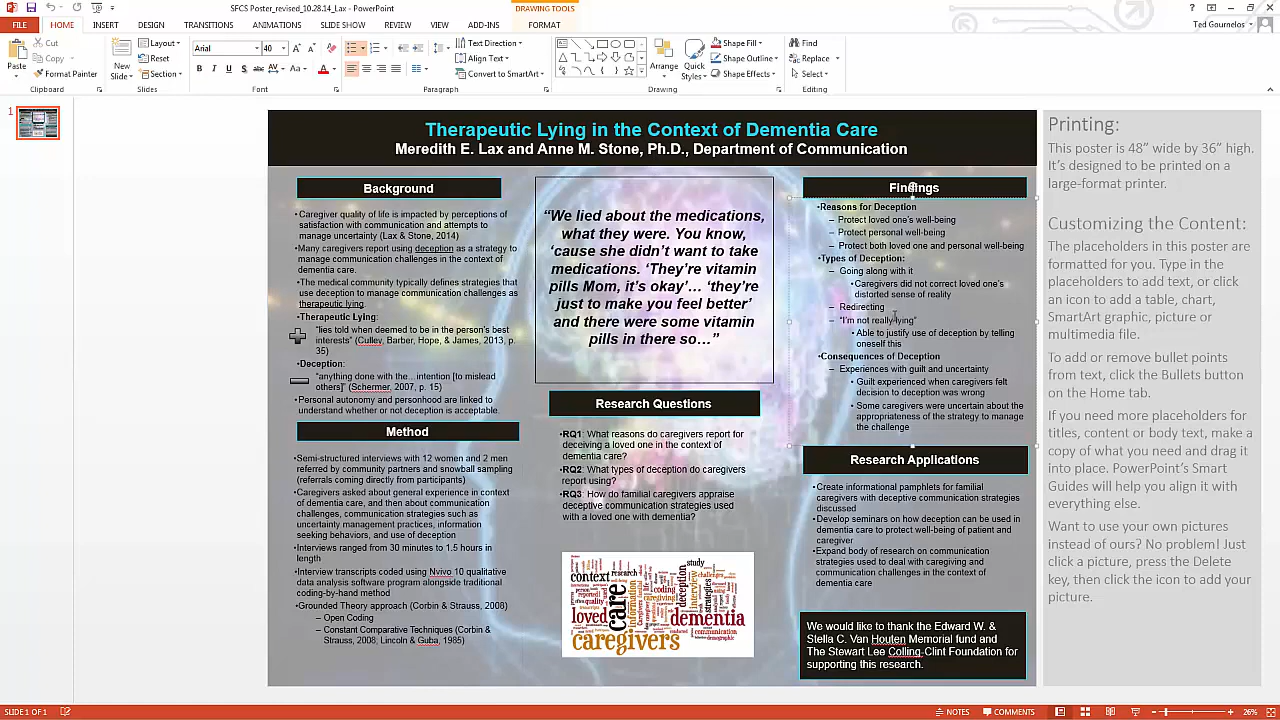 SFCS Poster_revised_10.28.14_Lax - PowerPoint
DRAWING TOOLS
FILE HOME INSERT DESIGN TRANSITIONS ANIMATIONS SLIDE SHOW REVIEW VIEW ADD-INS FORMAT
Ted Gournelos
Paste
Cut
Copy
Format Painter
Clipboard
New Slide
Layout
Reset
Section
Slides
Arial 40
Font
Text Direction
Align Text
Convert to SmartArt
Paragraph
Arrange
Quick Styles
Shape Fill
Shape Outline
Shape Effects
Drawing
Find
Replace
Select
Editing
1
Therapeutic Lying in the Context of Dementia Care
Meredith E. Lax and Anne M. Stone, Ph.D., Department of Communication
Background
•Caregiver quality of life is impacted by perceptions of
satisfaction with communication and attempts to
manage uncertainty (Lax & Stone, 2014)
•Many caregivers report using deception as a strategy to
manage communication challenges in the context of
dementia care.
•The medical community typically defines strategies that
use deception to manage communication challenges as
therapeutic lying.
•Therapeutic Lying:
– "lies told when deemed to be in the person's best
interests" (Culley, Barber, Hope, & James, 2013, p.
35)
•Deception:
– "anything done with the... intention [to mislead
others]" (Schermer, 2007, p. 15)
•Personal autonomy and personhood are linked to
understand whether or not deception is acceptable.
Method
•Semi-structured interviews with 12 women and 2 men
referred by community partners and snowball sampling
(referrals coming directly from participants)
•Caregivers asked about general experience in context
of dementia care, and then about communication
challenges, communication strategies such as
uncertainty management practices, information
seeking behaviors, and use of deception
•Interviews ranged from 30 minutes to 1.5 hours in
length
•Interview transcripts coded using Nvivo 10 qualitative
data analysis software program alongside traditional
coding-by-hand method
•Grounded Theory approach (Corbin & Strauss, 2008)
– Open Coding
– Constant Comparative Techniques (Corbin &
Strauss, 2008; Lincoln & Guba, 1985)
"We lied about the medications,
what they were. You know,
'cause she didn't want to take
medications. 'They're vitamin
pills Mom, it's okay'… 'they're
just to make you feel better'
and there were some vitamin
pills in there so…"
Research Questions
•RQ1: What reasons do caregivers report for
deceiving a loved one in the context of
dementia care?
•RQ2: What types of deception do caregivers
report using?
•RQ3: How do familial caregivers appraise
deceptive communication strategies used
with a loved one with dementia?
context
research
study
care
loved
deception
interview
strategies
dementia
caregiving
coding
information
communication
caregivers
Findings
•Reasons for Deception
– Protect loved one's well-being
– Protect personal well-being
– Protect both loved one and personal well-being
•Types of Deception:
– Going along with it
•Caregivers did not correct loved one's
distorted sense of reality
– Redirecting
– "I'm not really lying"
•Able to justify use of deception by telling
oneself this
•Consequences of Deception
– Experiences with guilt and uncertainty
•Guilt experienced when caregivers felt
decision to deception was wrong
•Some caregivers were uncertain about the
appropriateness of the strategy to manage
the challenge
Research Applications
•Create informational pamphlets for familial
caregivers with deceptive communication strategies
discussed
•Develop seminars on how deception can be used in
dementia care to protect well-being of patient and
caregiver
•Expand body of research on communication
strategies used to deal with caregiving and
communication challenges in the context of
dementia care
We would like to thank the Edward W. &
Stella C. Van Houten Memorial fund and
The Stewart Lee Colling-Clint Foundation for
supporting this research.
Printing:
This poster is 48" wide by 36" high.
It's designed to be printed on a
large-format printer.
Customizing the Content:
The placeholders in this poster are
formatted for you. Type in the
placeholders to add text, or click
an icon to add a table, chart,
SmartArt graphic, picture or
multimedia file.
To add or remove bullet points
from text, click the Bullets button
on the Home tab.
If you need more placeholders for
titles, content or body text, make a
copy of what you need and drag it
into place. PowerPoint's Smart
Guides will help you align it with
everything else.
Want to use your own pictures
instead of ours? No problem! Just
click a picture, press the Delete
key, then click the icon to add your
picture.
SLIDE 1 OF 1
NOTES
COMMENTS
26%